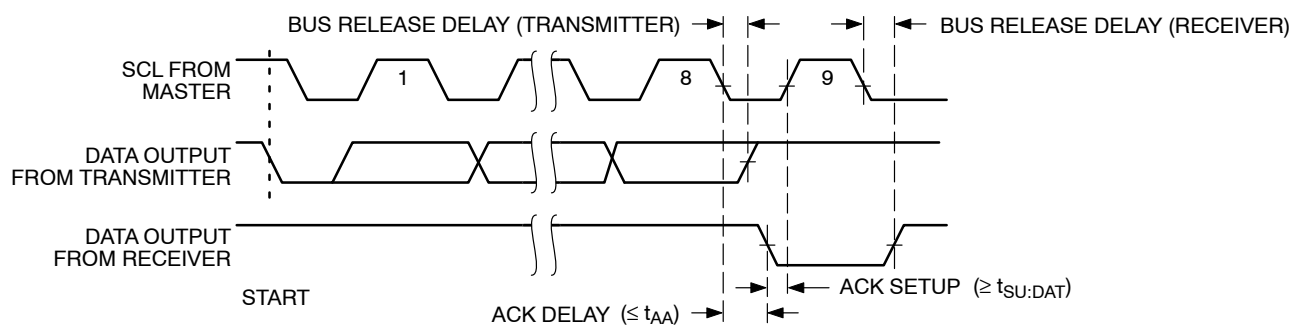 BUS RELEASE DELAY (TRANSMITTER)
BUS RELEASE DELAY (RECEIVER)
SCL FROM
MASTER
1
8
9
DATA OUTPUT
FROM TRANSMITTER
DATA OUTPUT
FROM RECEIVER
START
ACK SETUP (≥ tSU:DAT)
ACK DELAY (≤ tAA)